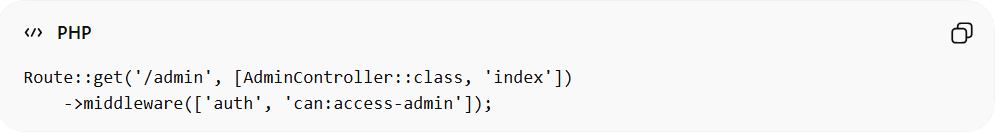 PHP
Route::get('/admin', [AdminController::class, 'index'])
    ->middleware(['auth', 'can:access-admin']);